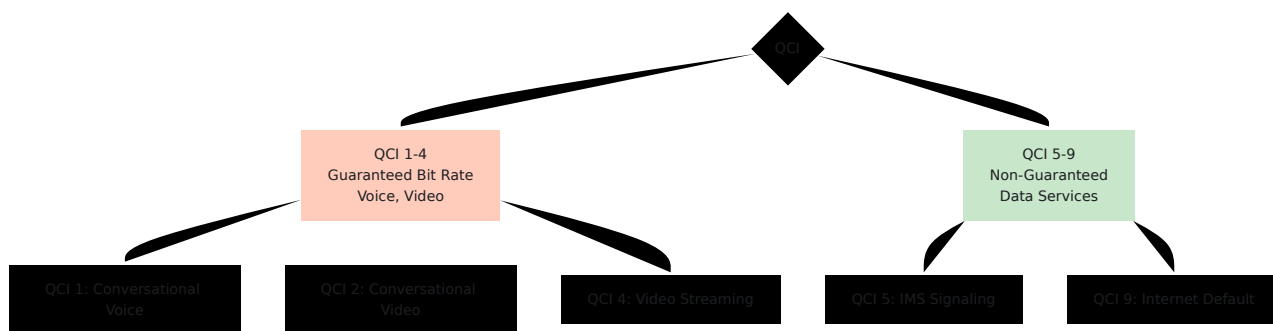 QCI
QCI 1-4
Guaranteed Bit Rate
Voice, Video
QCI 5-9
Non-Guaranteed
Data Services
QCI 1: Conversational
Voice
QCI 2: Conversational
Video
QCI 4: Video Streaming
QCI 5: IMS Signaling
QCI 9: Internet Default